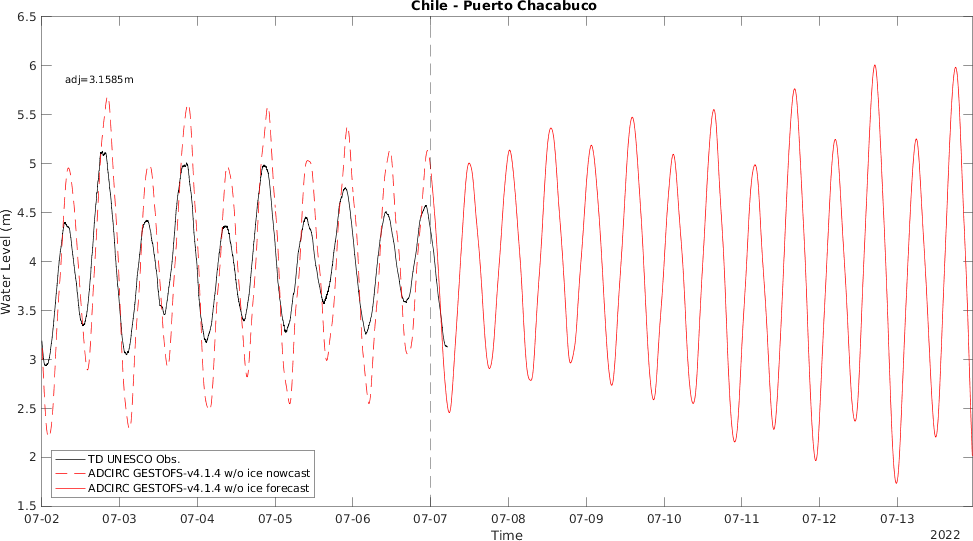 Chile - Puerto Chacabuco
6.5
6
5.5
5
4.5
4
3.5
3
2.5
2
1.5
Water Level (m)
adj=3.1585m
TD UNESCO Obs.
ADCIRC GESTOFS-v4.1.4 w/o ice nowcast
ADCIRC GESTOFS-v4.1.4 w/o ice forecast
07-02 07-03 07-04 07-05 07-06 07-07 07-08 07-09 07-10 07-11 07-12 07-13
Time
2022